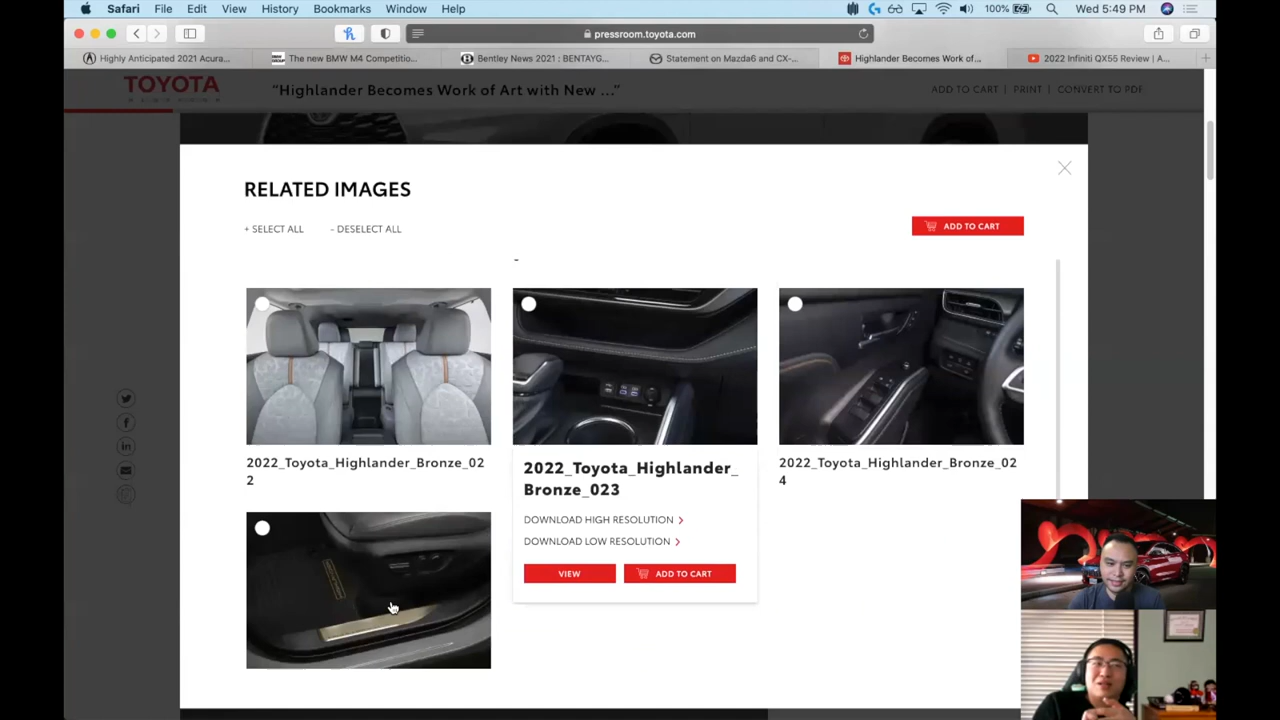 Safari File Edit View History Bookmarks Window Help 100% Wed 5:49 PM
pressroom.toyota.com
Highly Anticipated 2021 Acura... The new BMW M4 Competitio... Bentley News 2021 : BENTAYG... Statement on Mazda6 and CX-... Highlander Becomes Work of... 2022 Infiniti QX55 Review | A...
TOYOTA "Highlander Becomes Work of Art with New ..." ADD TO CART | PRINT | CONVERT TO PDF
RELATED IMAGES
+ SELECT ALL - DESELECT ALL ADD TO CART
2022_Toyota_Highlander_Bronze_02
2
2022_Toyota_Highlander_
Bronze_023
2022_Toyota_Highlander_Bronze_02
4
DOWNLOAD HIGH RESOLUTION >
DOWNLOAD LOW RESOLUTION >
VIEW ADD TO CART